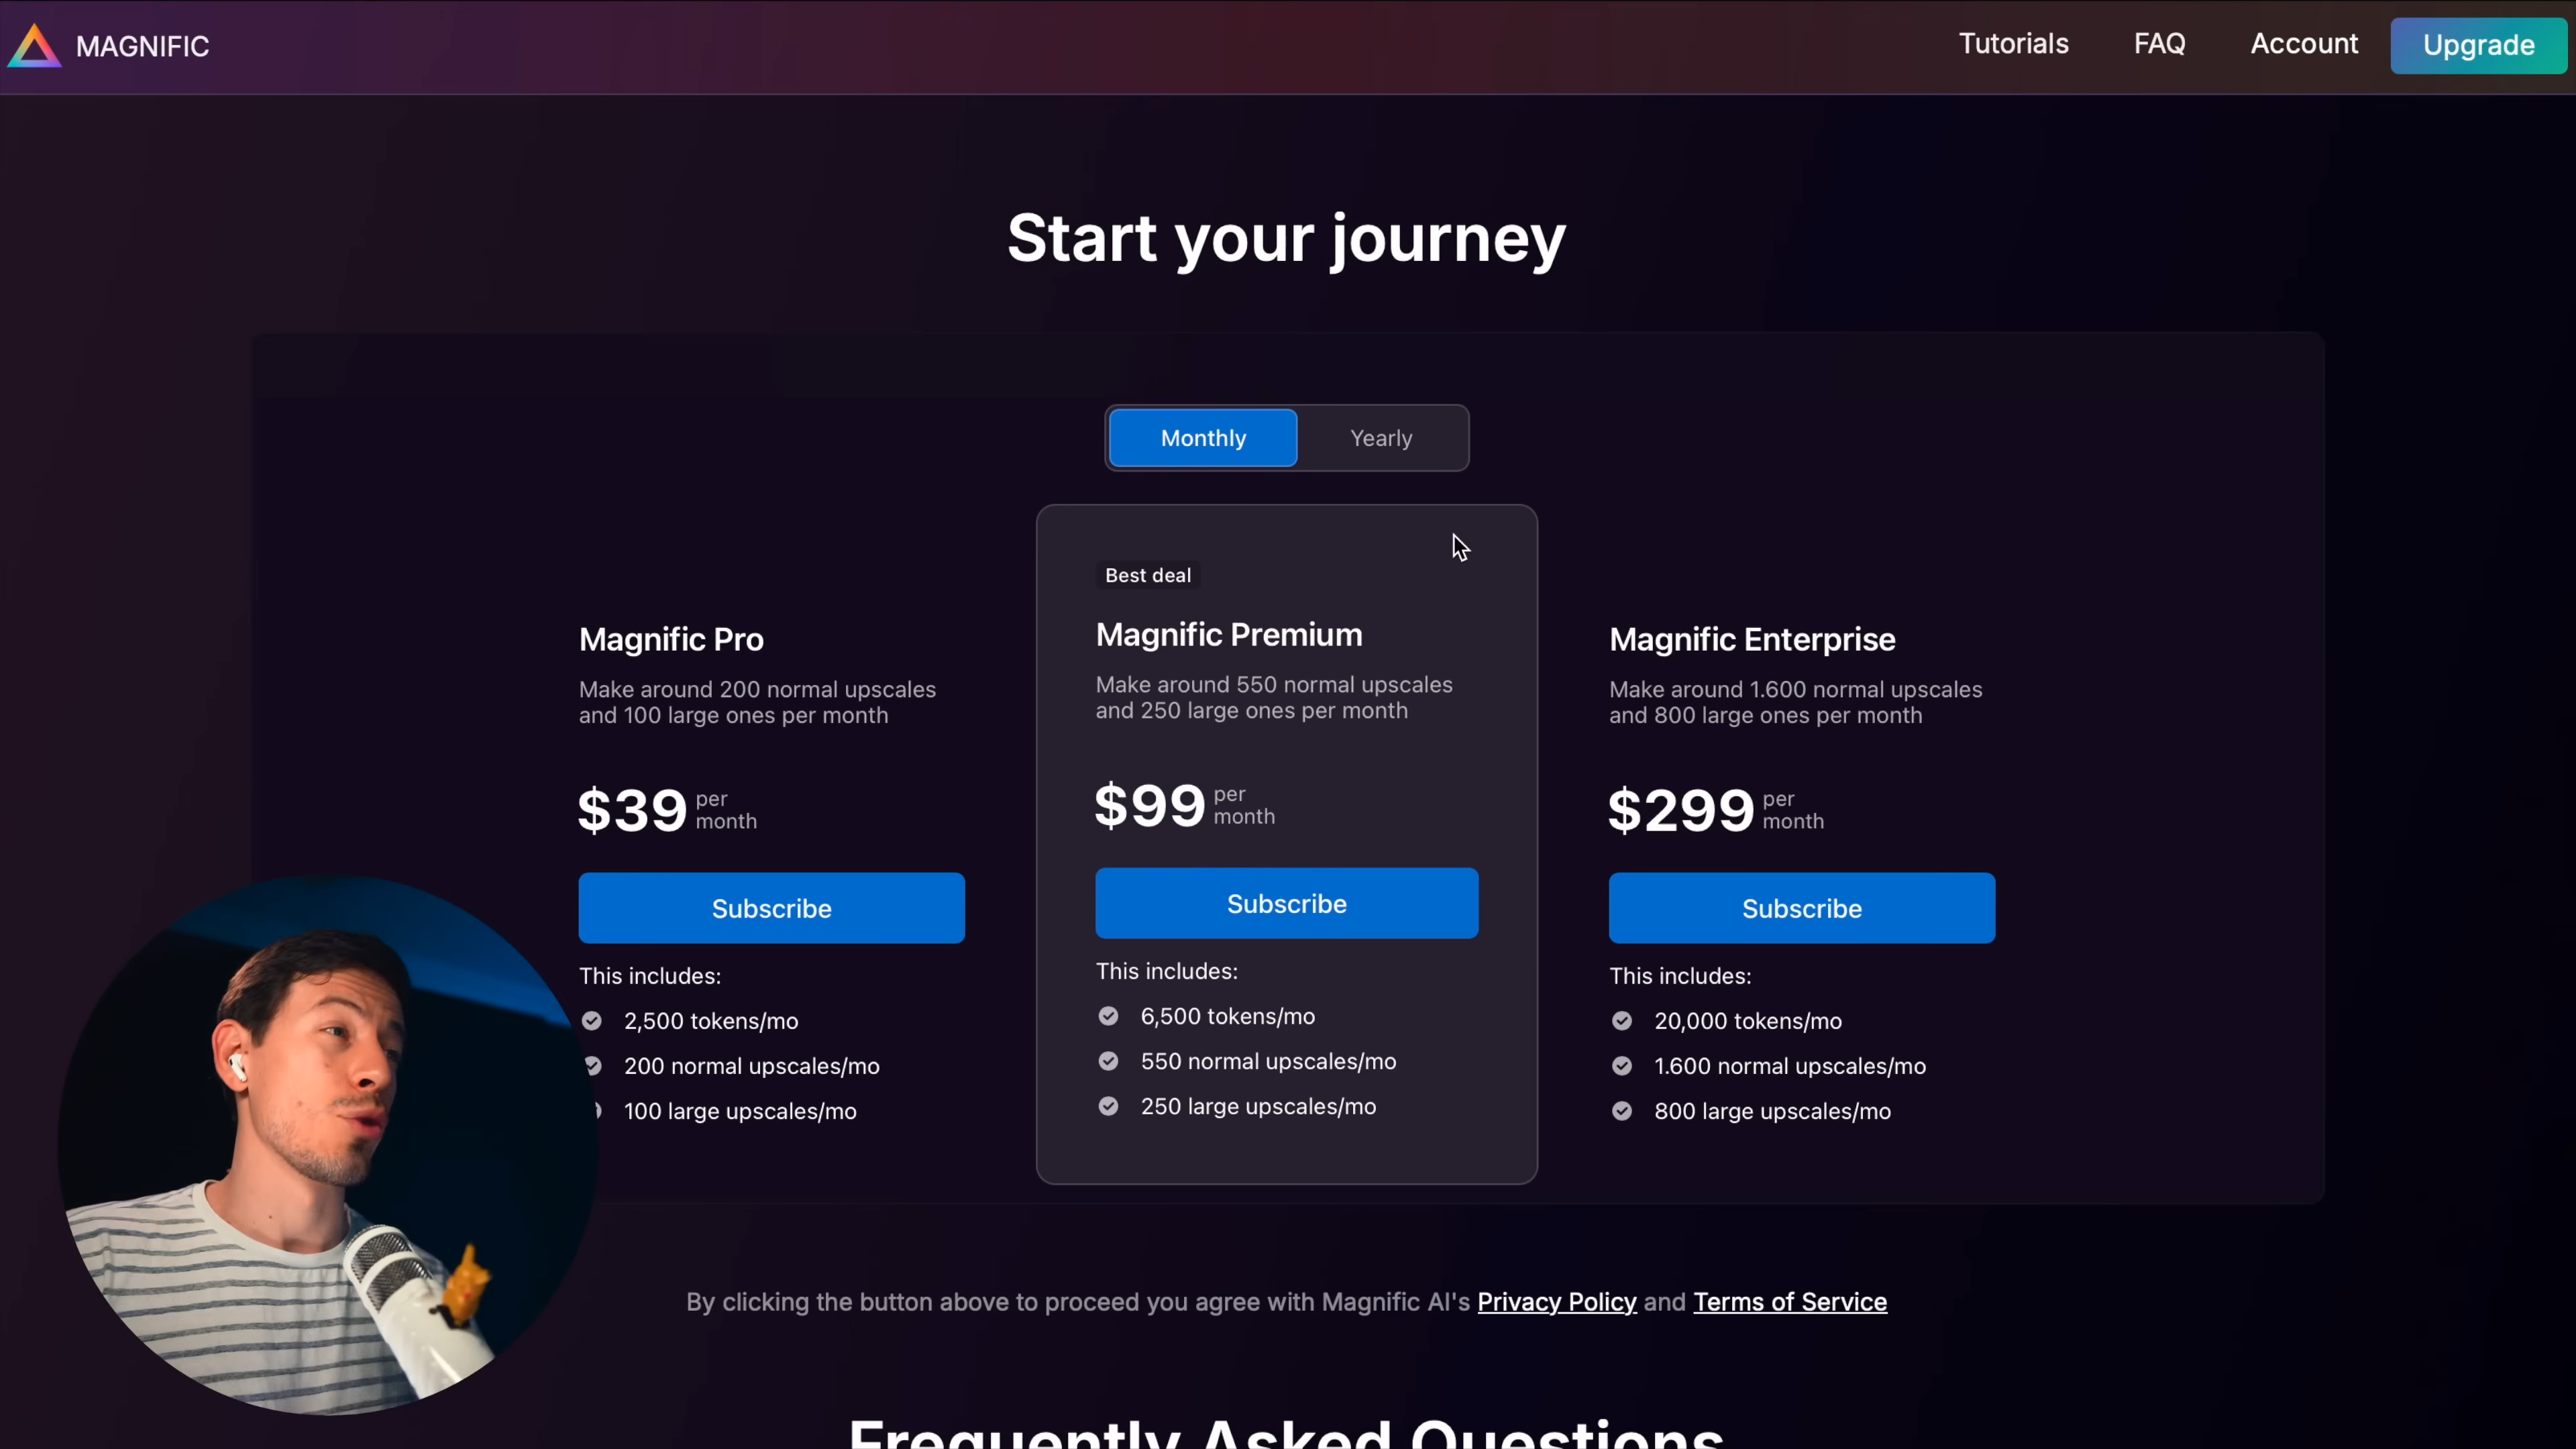 MAGNIFIC
Tutorials
FAQ
Account
Upgrade
Start your journey
Monthly
Yearly
Magnific Pro
Make around 200 normal upscales
and 100 large ones per month
$39 per
month
Subscribe
This includes:
2,500 tokens/mo
200 normal upscales/mo
100 large upscales/mo
Best deal
Magnific Premium
Make around 550 normal upscales
and 250 large ones per month
$99 per
month
Subscribe
This includes:
6,500 tokens/mo
550 normal upscales/mo
250 large upscales/mo
Magnific Enterprise
Make around 1.600 normal upscales
and 800 large ones per month
$299 per
month
Subscribe
This includes:
20,000 tokens/mo
1.600 normal upscales/mo
800 large upscales/mo
By clicking the button above to proceed you agree with Magnific AI's Privacy Policy and Terms of Service
Frequently Asked Questions